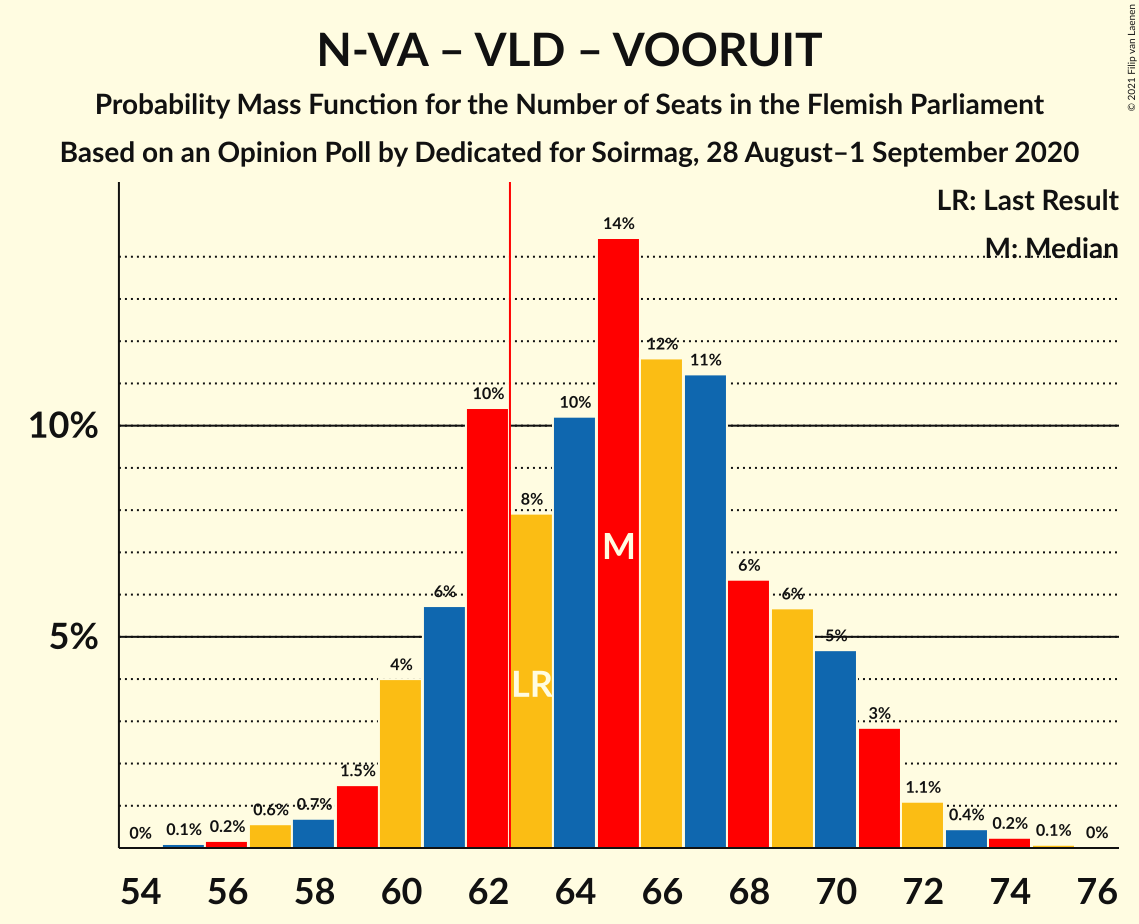 N-VA – VLD – VOORUIT
Probability Mass Function for the Number of Seats in the Flemish Parliament
Based on an Opinion Poll by Dedicated for Soirmag, 28 August–1 September 2020
© 2021 Filip van Laenen
LR: Last Result
M: Median
14%
12%
11%
10%
10%
10%
8%
M
6%
6%
6%
5%
5%
4%
LR
3%
1.5%
1.1%
0%
0.1%
0.2%
0.6%
0.7%
0.4%
0.2%
0.1%
0%
54 56 58 60 62 64 66 68 70 72 74 76